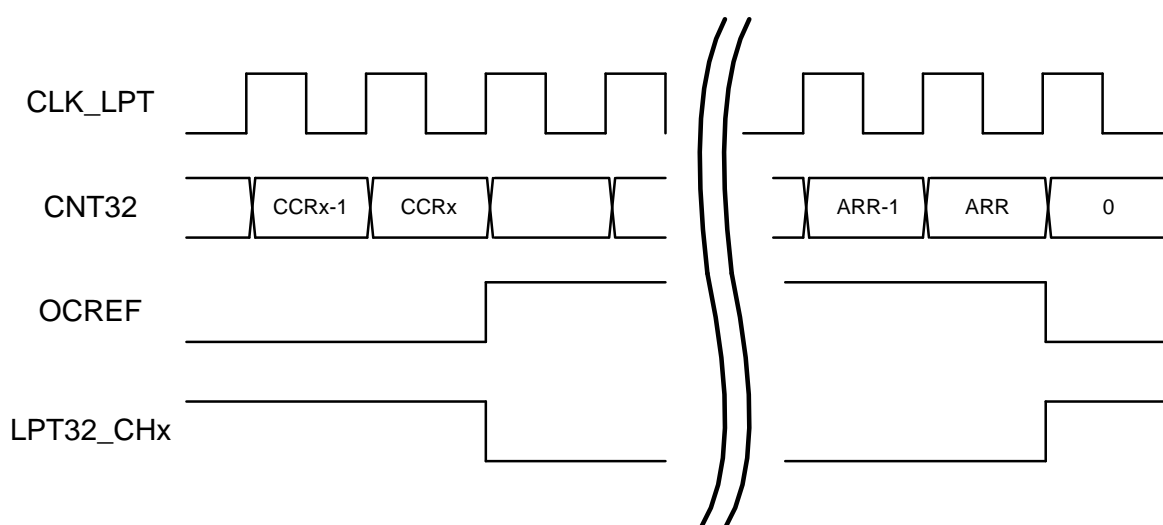 CLK_LPT
CNT32 CCRx-1 CCRx ARR-1 ARR 0
OCREF
LPT32_CHx